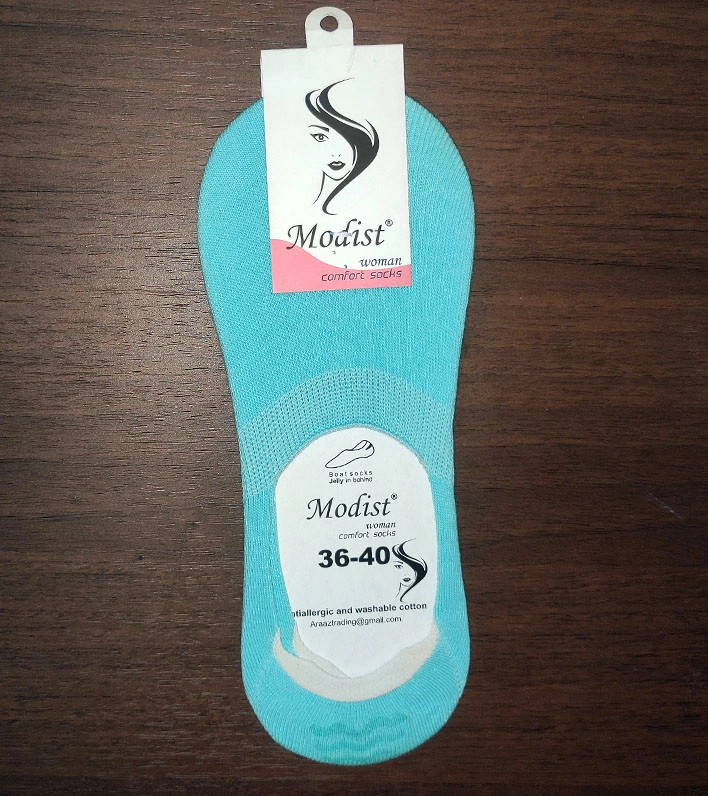 Modist®
woman
comfort socks
Boat socks
Jelly in behind
Modist®
woman
comfort socks
36-40
ntiallergic and washable cotton
Araaztrading@gmail.com